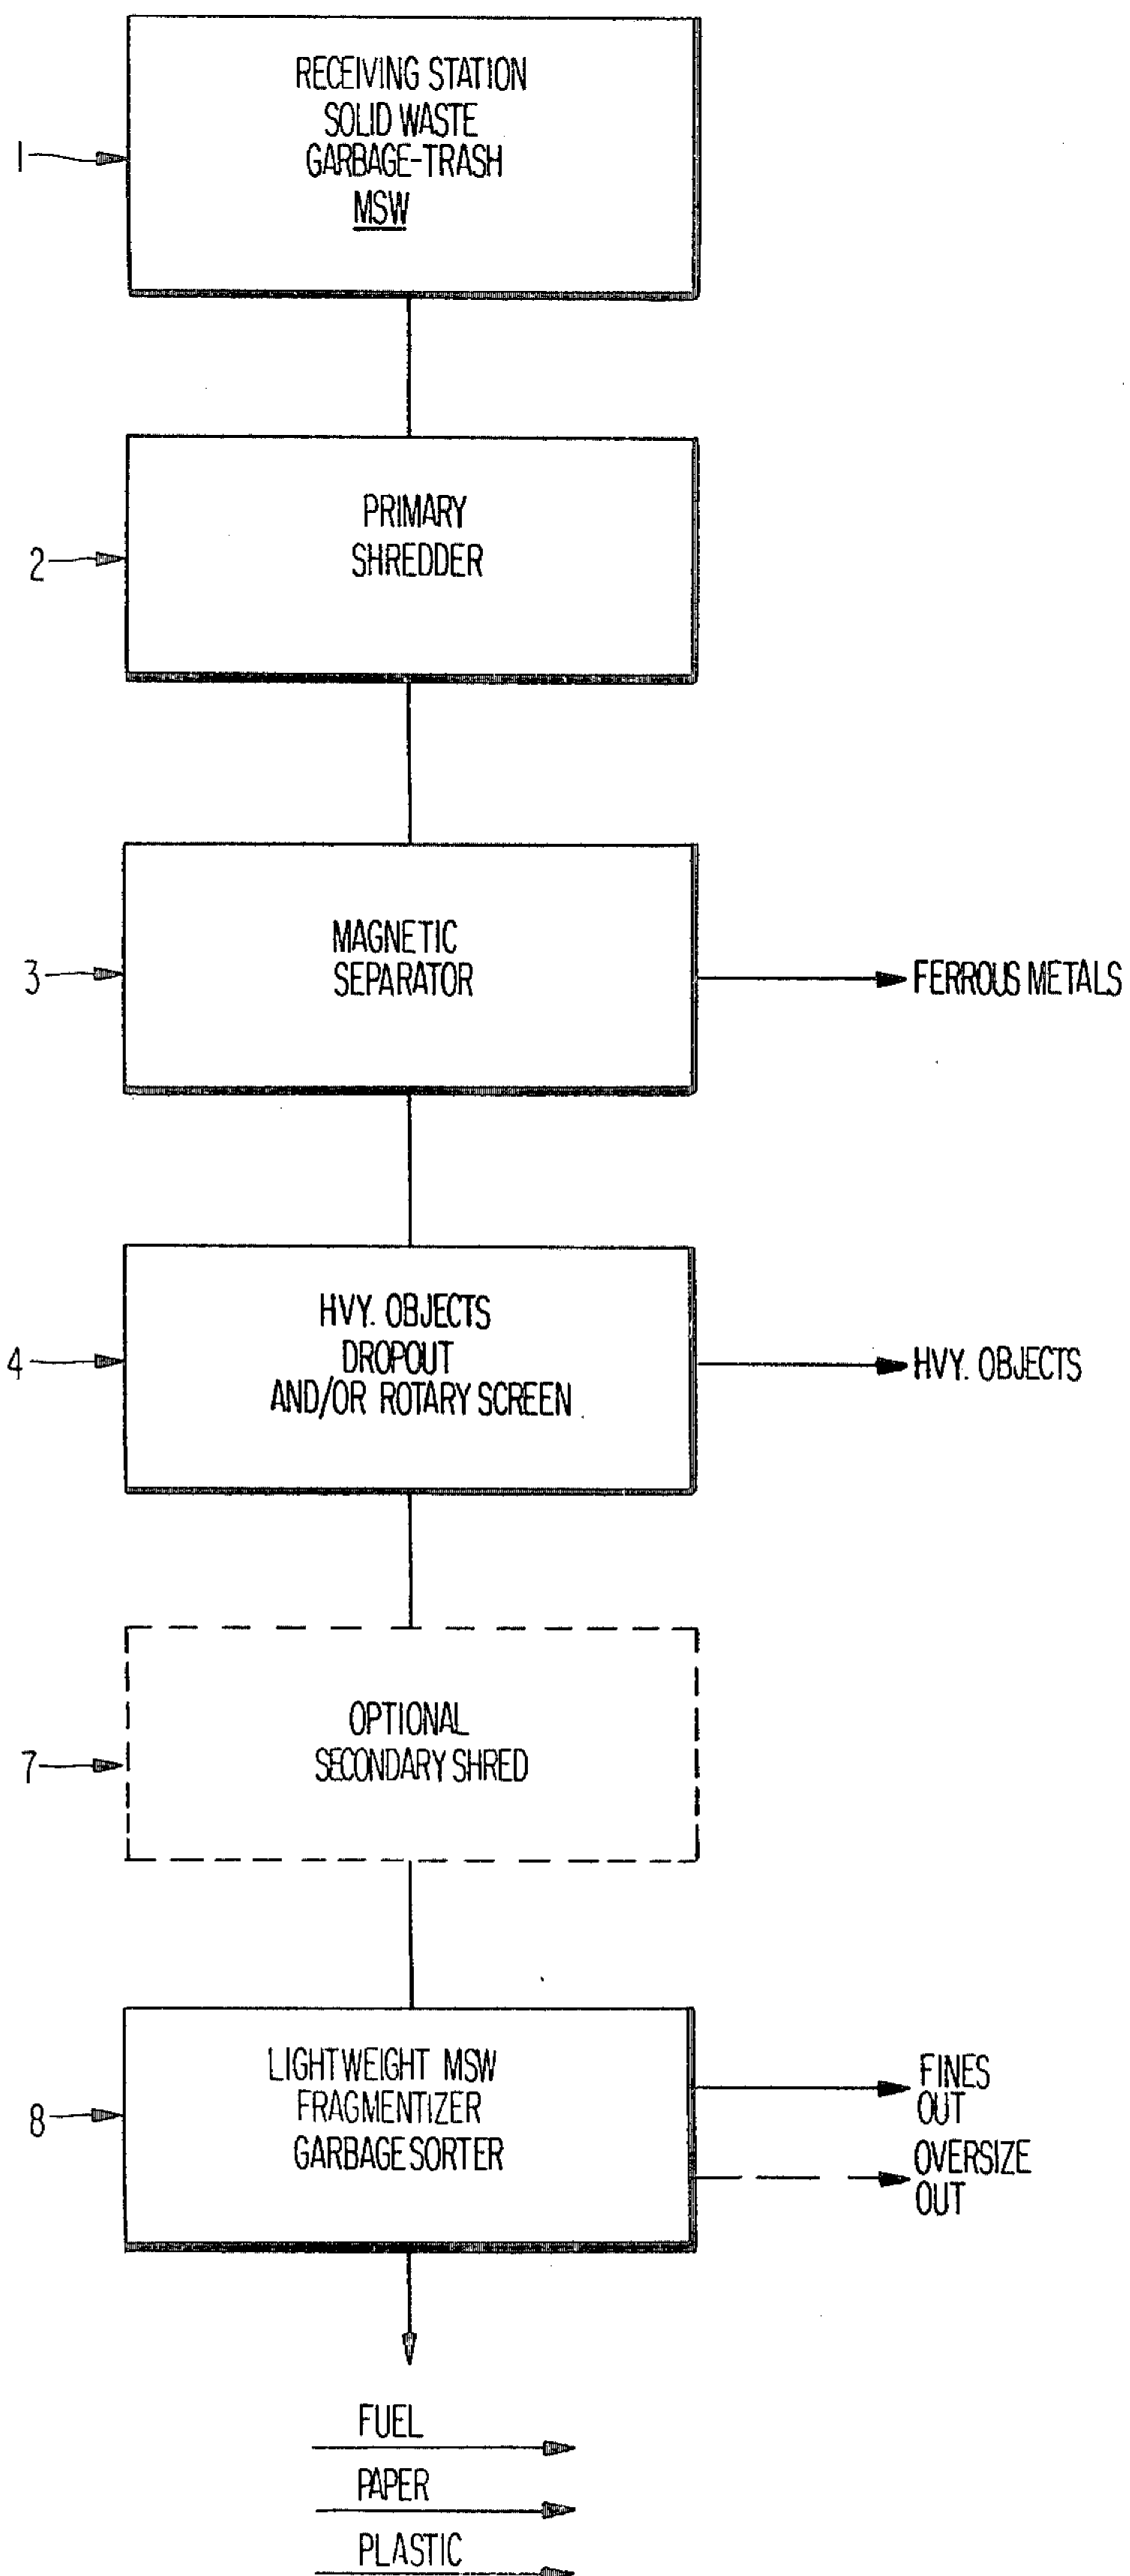 RECEIVING STATION
SOLID WASTE
GARBAGE-TRASH
MSW
1
PRIMARY
SHREDDER
2
MAGNETIC
SEPARATOR
3
FERROUS METALS
HVY. OBJECTS
DROPOUT
AND/OR ROTARY SCREEN
4
HVY. OBJECTS
OPTIONAL
SECONDARY SHRED
7
LIGHTWEIGHT MSW
FRAGMENTIZER
GARBAGE SORTER
8
FINES
OUT
OVERSIZE
OUT
FUEL
PAPER
PLASTIC